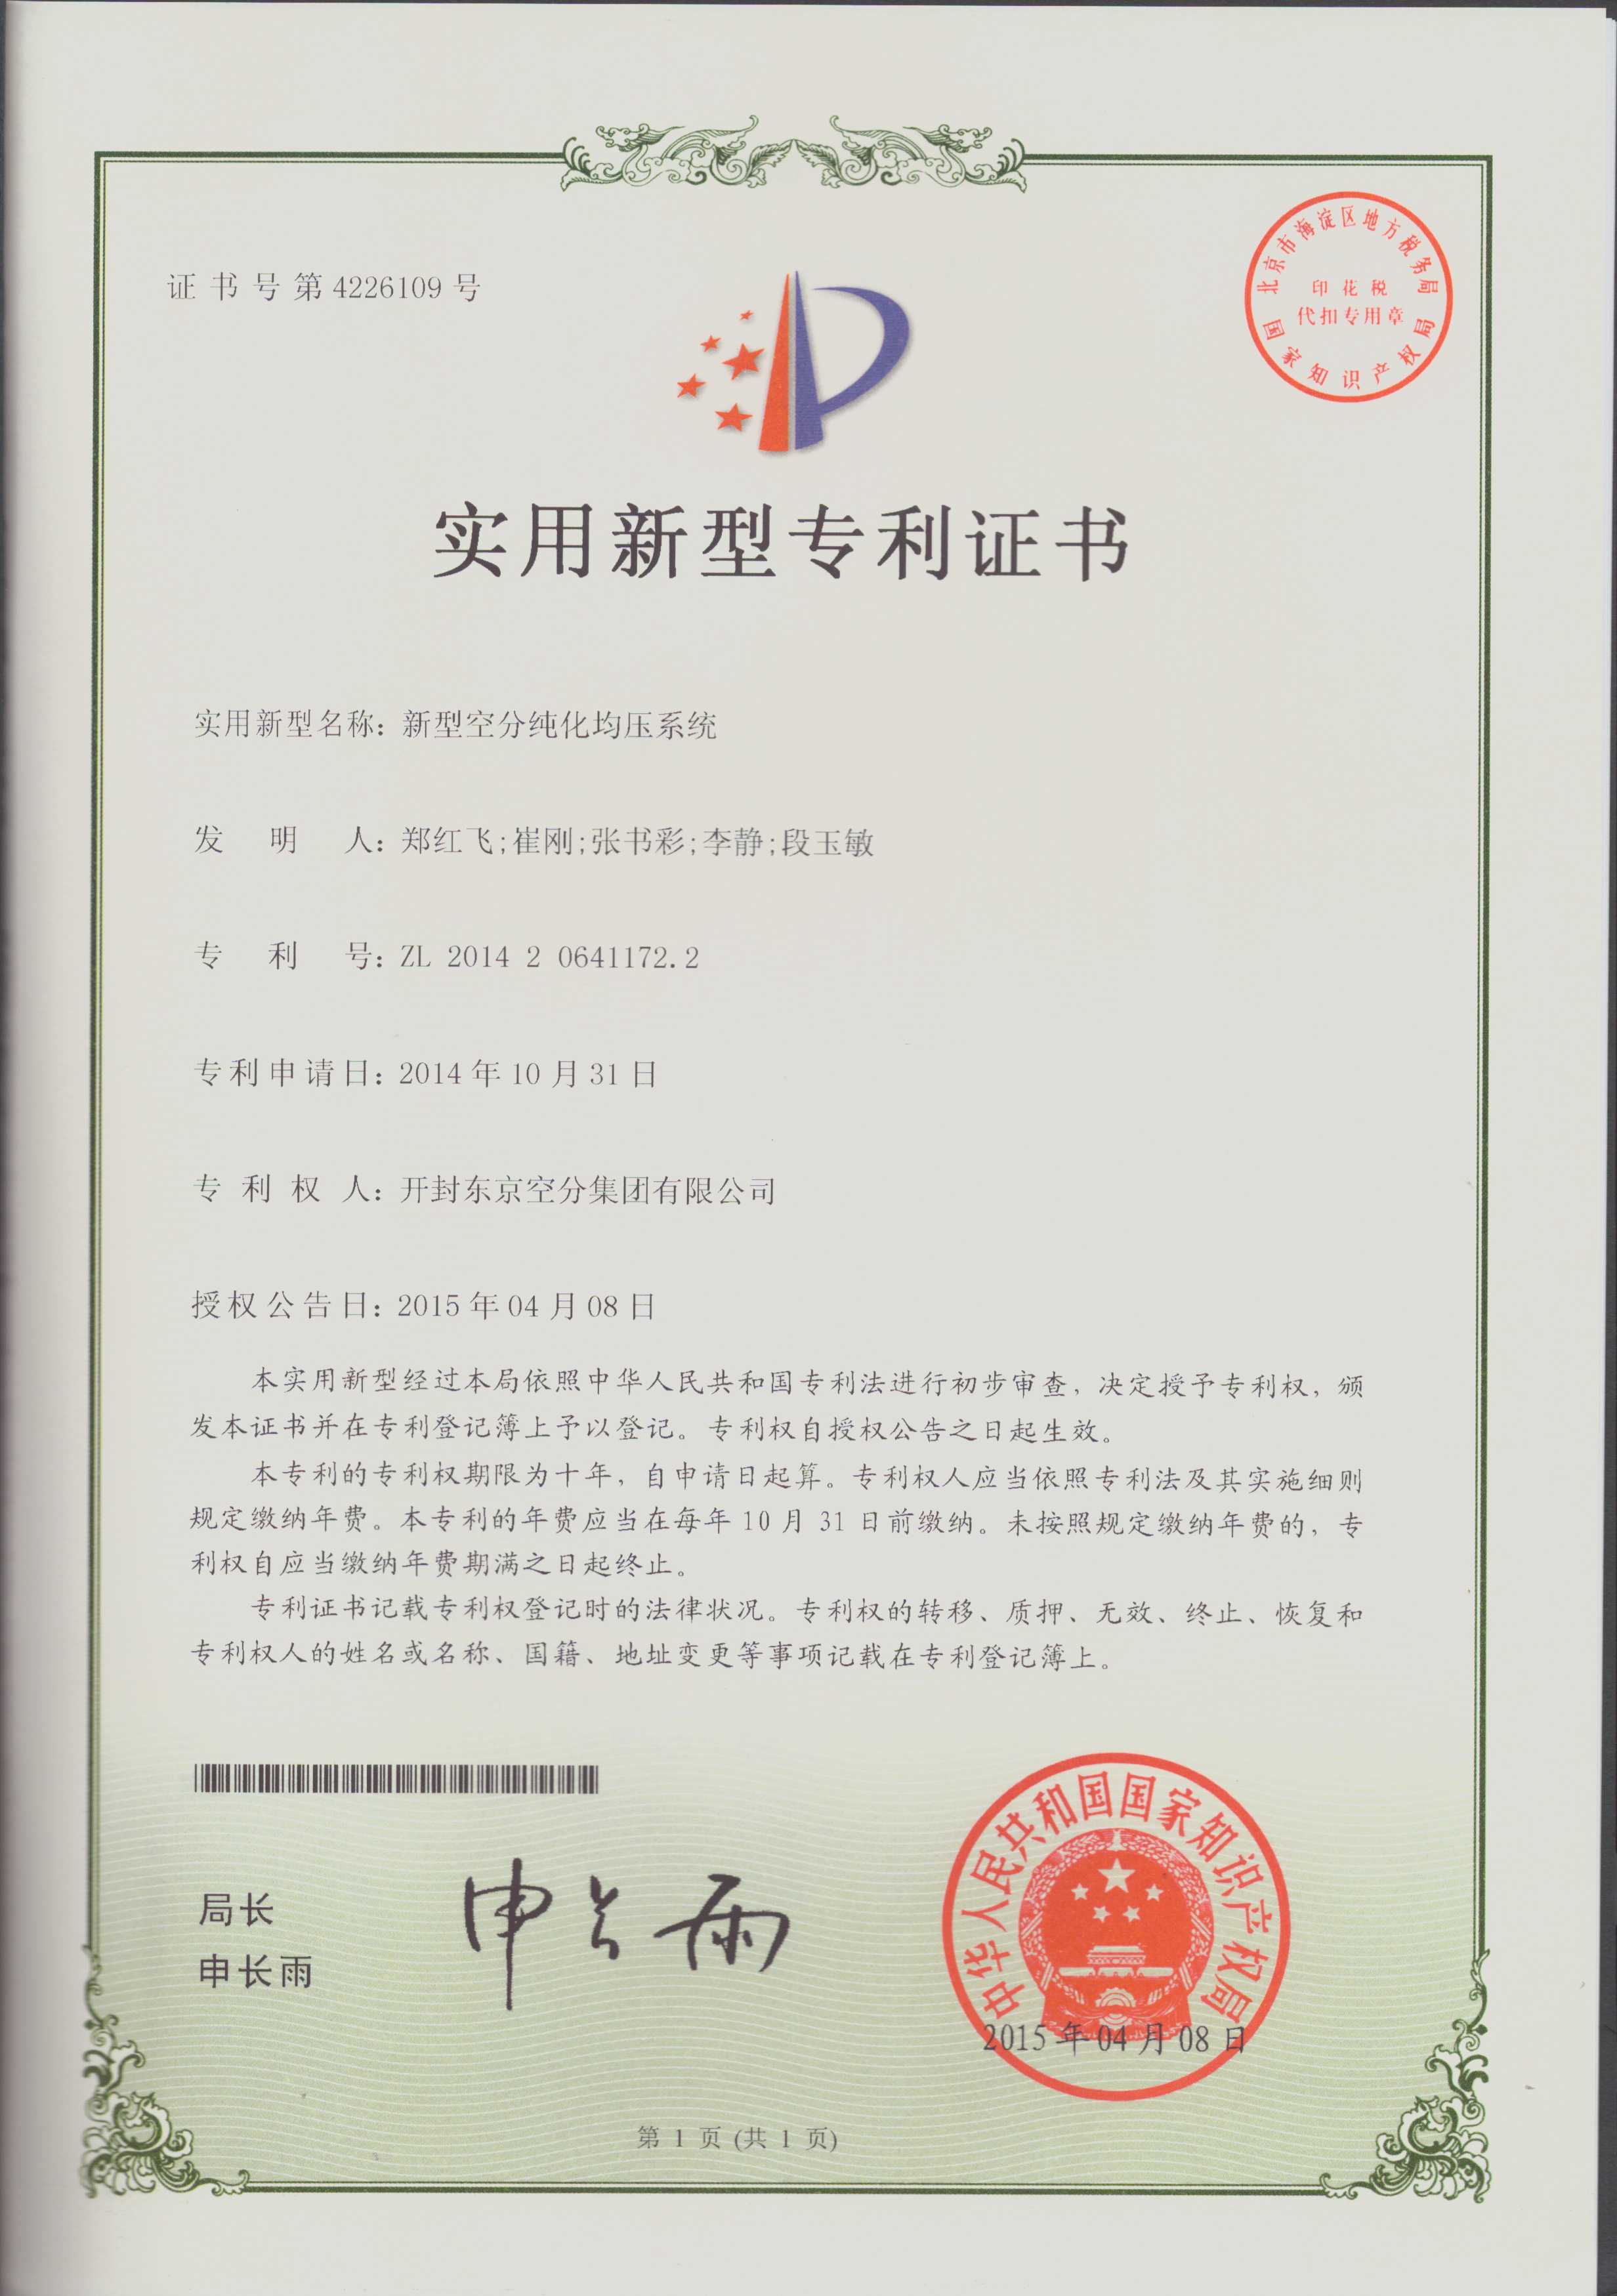 证书号第4226109号
北京市海淀区地方税务局
印花税
代扣专用章
国家知识产权局
实用新型专利证书
实用新型名称：新型空分纯化均压系统
发明人：郑红飞;崔刚;张书彩;李静;段玉敏
专利号：ZL 2014 2 0641172.2
专利申请日：2014年10月31日
专利权人：开封东京空分集团有限公司
授权公告日：2015年04月08日
本实用新型经过本局依照中华人民共和国专利法进行初步审查，决定授予专利权，颁
发本证书并在专利登记簿上予以登记。专利权自授权公告之日起生效。
本专利的专利权期限为十年，自申请日起算。专利权人应当依照专利法及其实施细则
规定缴纳年费。本专利的年费应当在每年10月31日前缴纳。未按照规定缴纳年费的，专
利权自应当缴纳年费期满之日起终止。
专利证书记载专利权登记时的法律状况。专利权的转移、质押、无效、终止、恢复和
专利权人的姓名或名称、国籍、地址变更等事项记载在专利登记簿上。
局长
申长雨
申长雨
中华人民共和国国家知识产权局
2015年04月08日
第 1 页 (共 1 页)